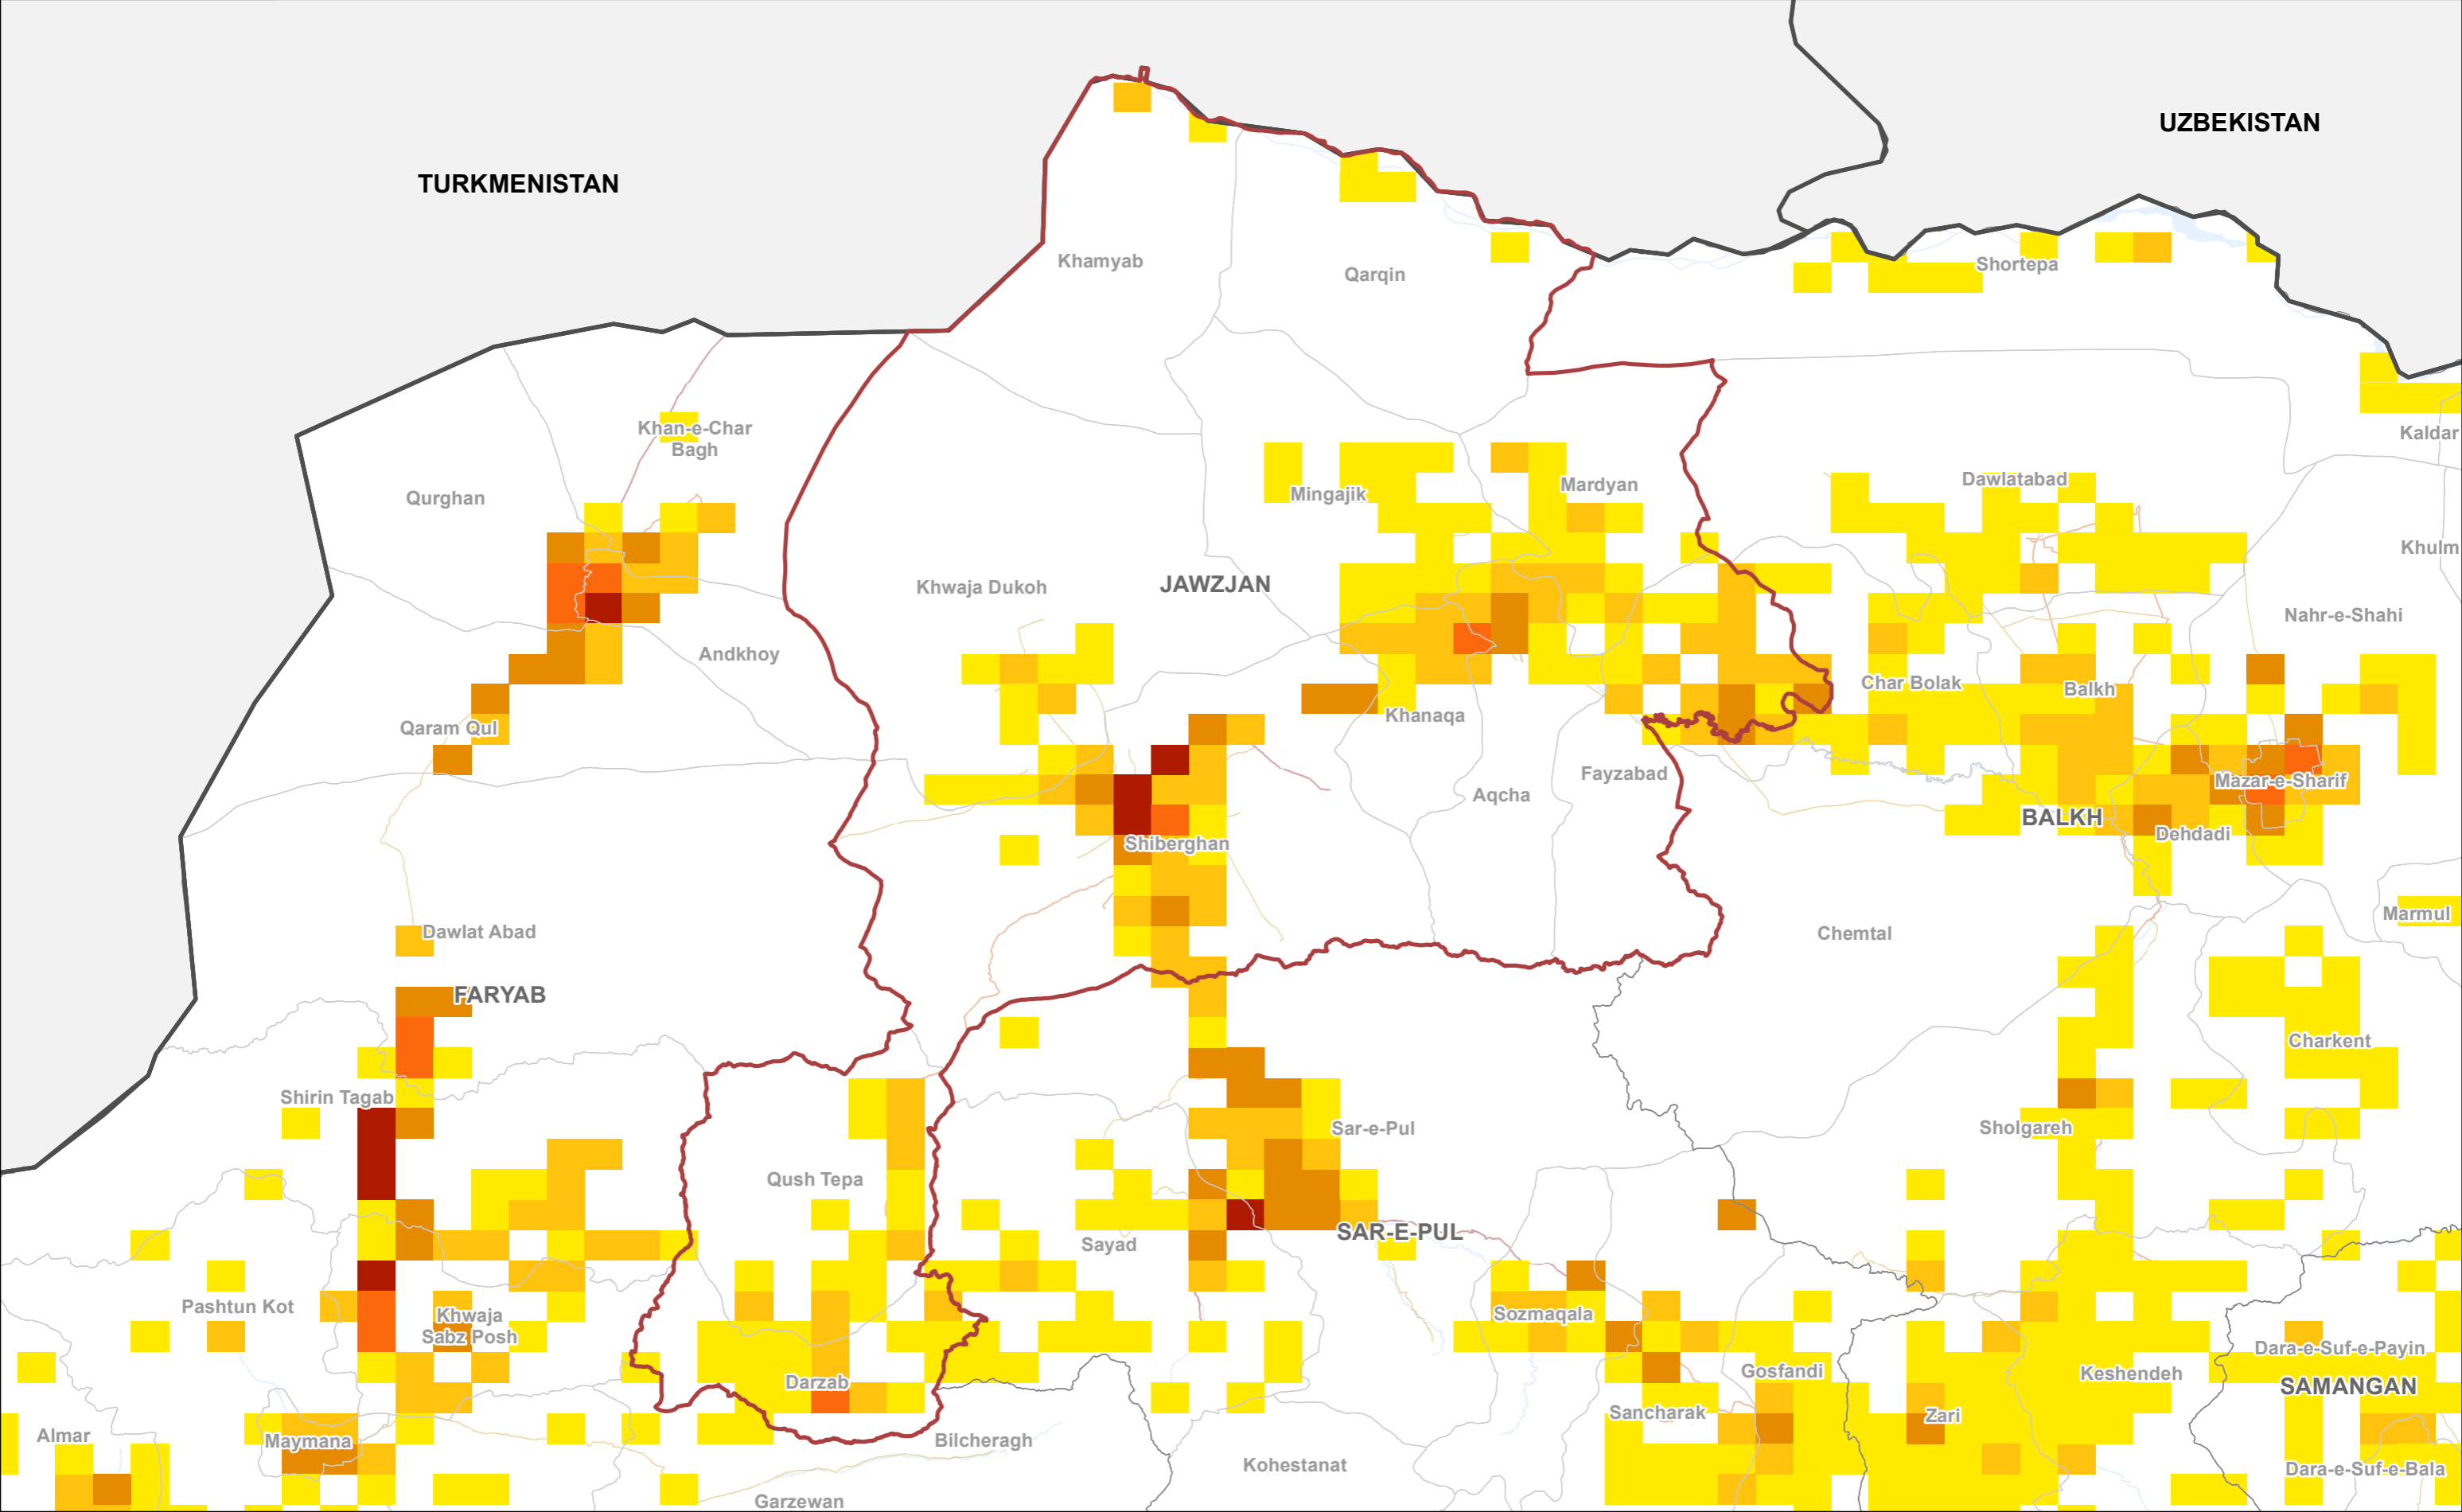 UZBEKISTAN
TURKMENISTAN
Khamyab
Qarqin
Shortepa
Khan-e-Char
Bagh
Kaldar
Qurghan
Mingajik
Mardyan
Dawlatabad
Khulm
Khwaja Dukoh
JAWZJAN
Nahr-e-Shahi
Andkhoy
Char Bolak
Balkh
Qaram Qul
Khanaqa
Fayzabad
Mazar-e-Sharif
Aqcha
BALKH
Dehdadi
Shiberghan
Marmul
Dawlat Abad
Chemtal
FARYAB
Charkent
Shirin Tagab
Sar-e-Pul
Sholgareh
Qush Tepa
SAR-E-PUL
Sayad
Pashtun Kot
Khwaja
Sabz Posh
Sozmaqala
Dara-e-Suf-e-Payin
Gosfandi
Keshendeh
Darzab
SAMANGAN
Sancharak
Zari
Almar
Maymana
Bilcheragh
Kohestanat
Dara-e-Suf-e-Bala
Garzewan